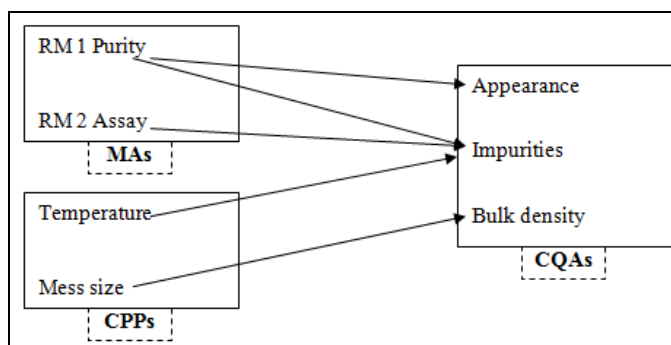 RM 1 Purity
RM 2 Assay
MAs
Temperature
Mess size
CPPs
Appearance
Impurities
Bulk density
CQAs